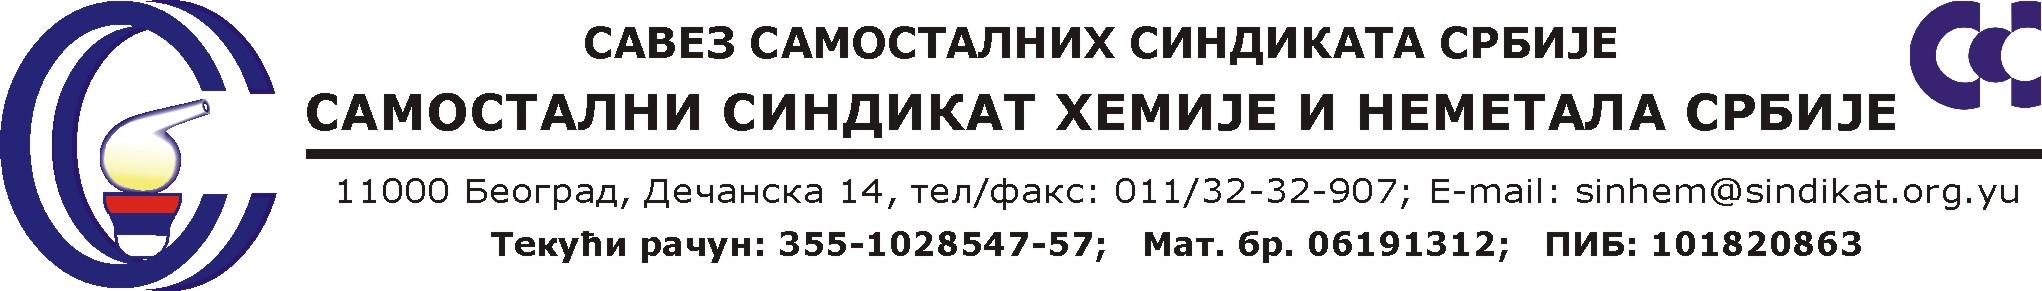 САВЕЗ САМОСТАЛНИХ СИНДИКАТА СРБИЈЕ
САМОСТАЛНИ СИНДИКАТ ХЕМИЈЕ И НЕМЕТАЛА СРБИЈЕ
11000 Београд, Дечанска 14, тел/факс: 011/32-32-907; E-mail: sinhem@sindikat.org.yu
Текући рачун: 355-1028547-57; Мат. бр. 06191312; ПИБ: 101820863